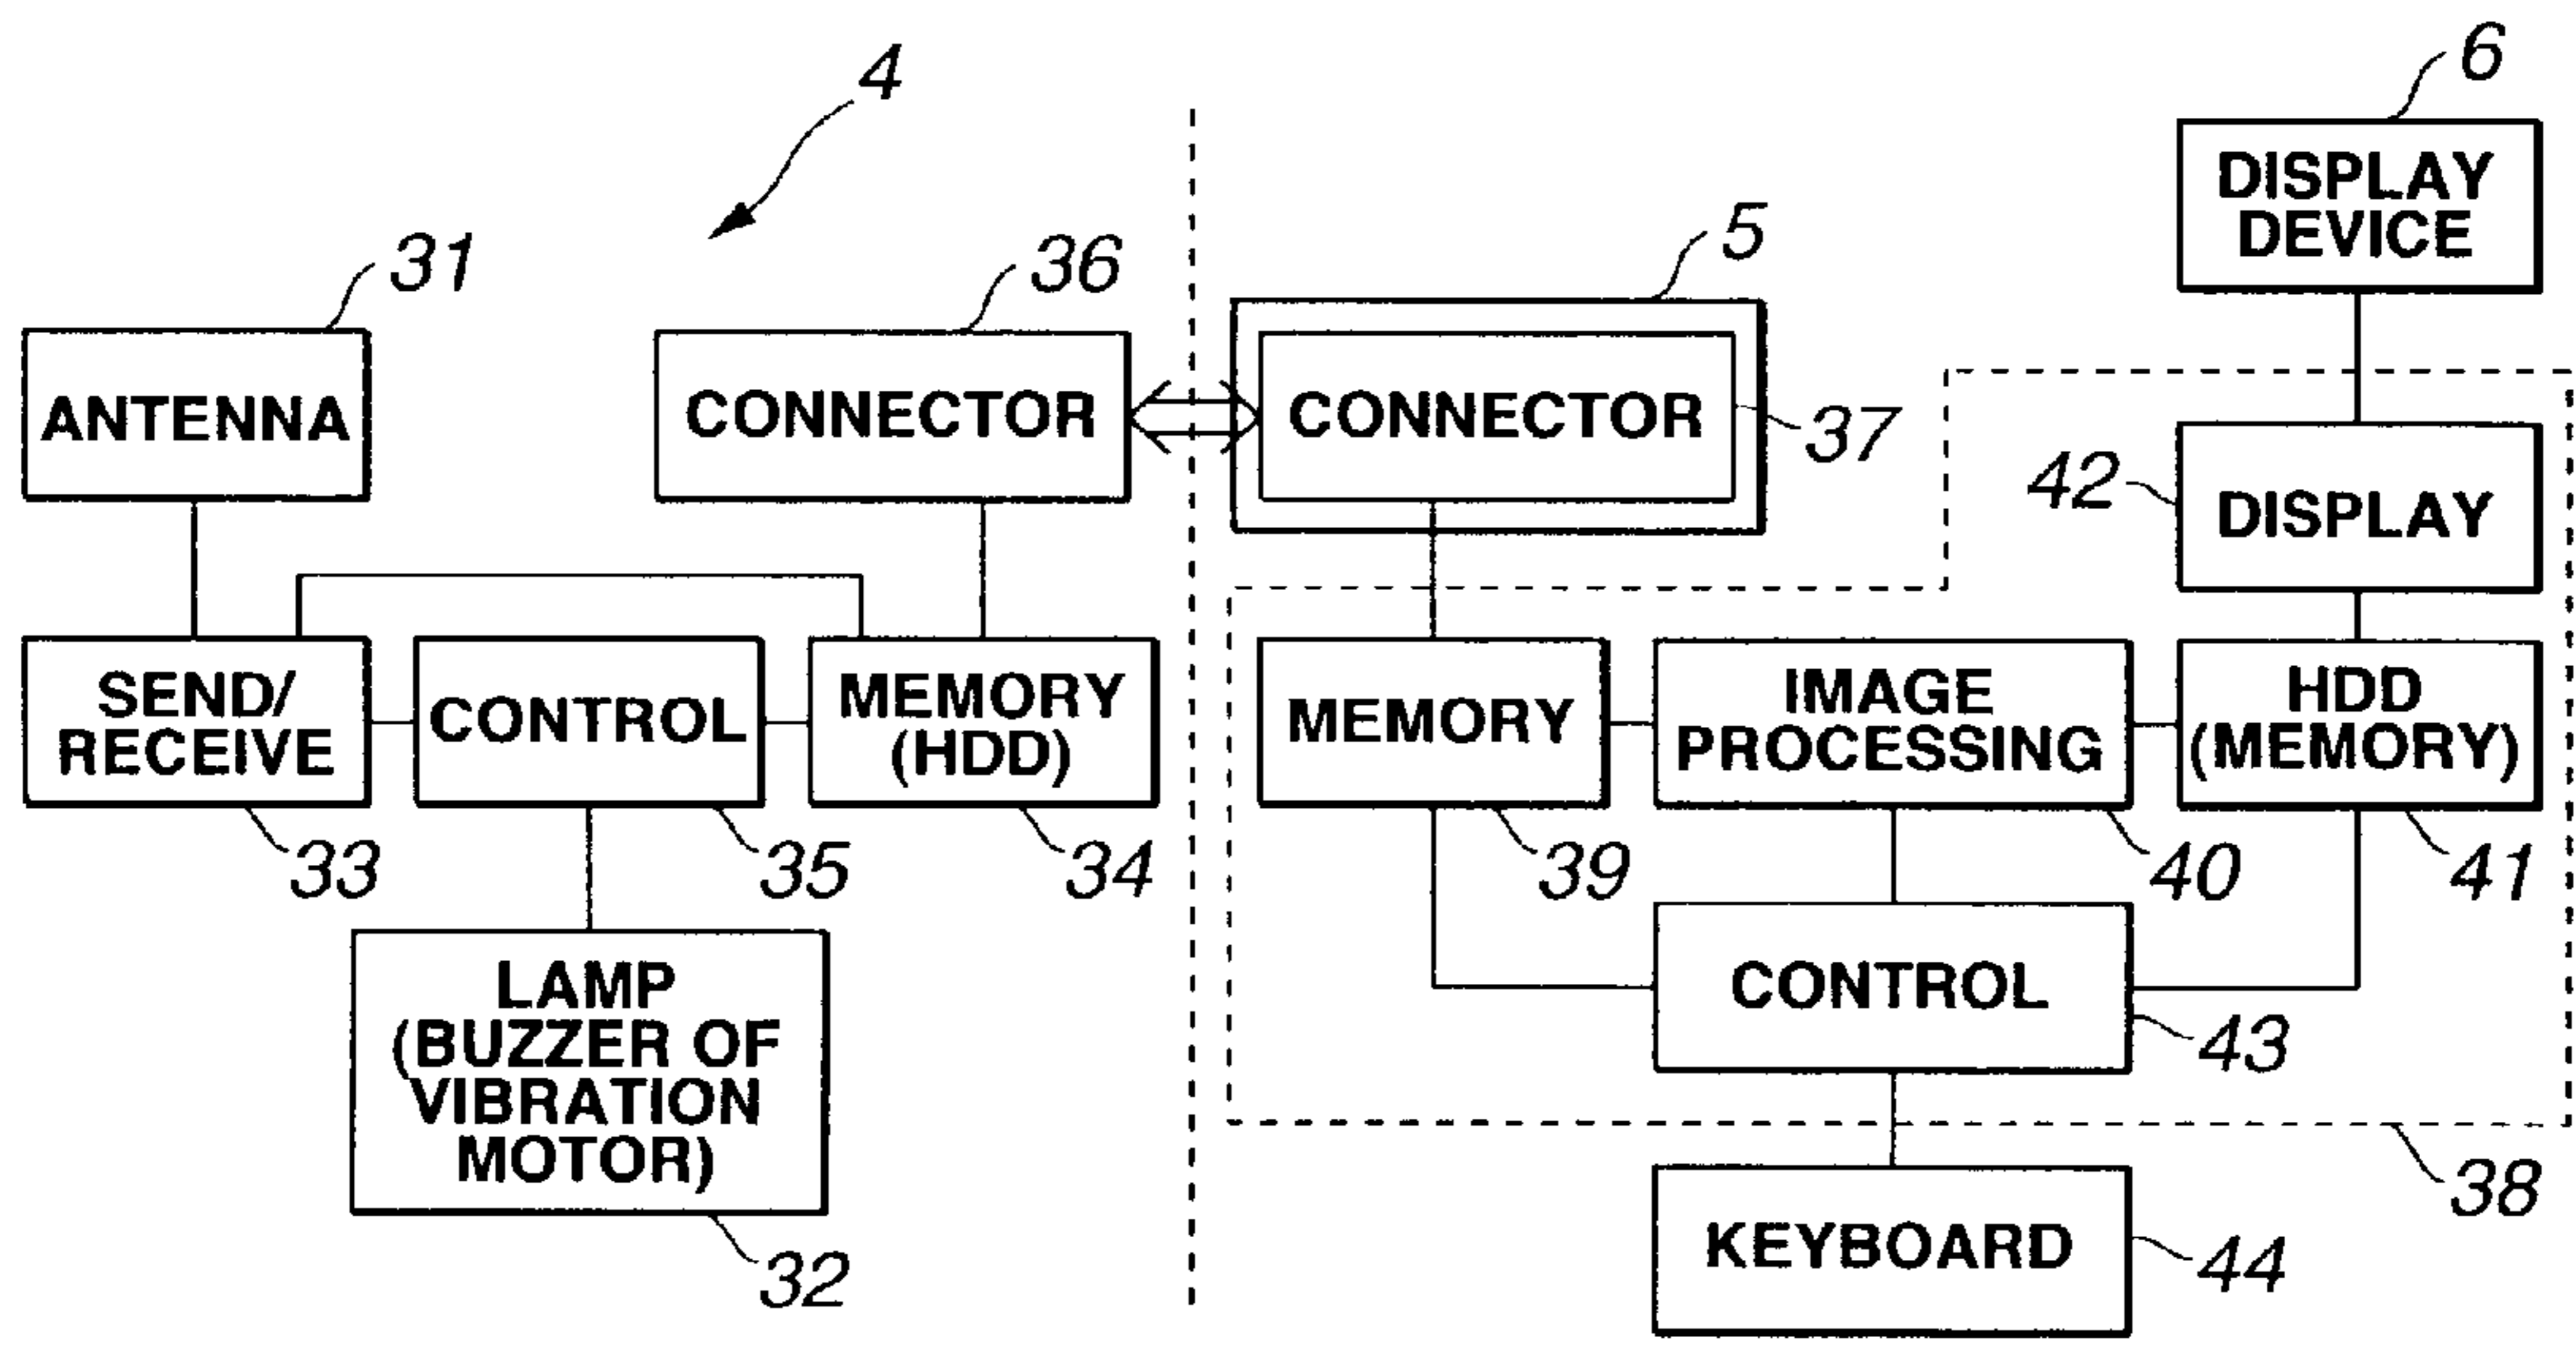 4
6
DISPLAY
DEVICE
31
36
5
ANTENNA
CONNECTOR
CONNECTOR
37
42
DISPLAY
SEND/
RECEIVE
CONTROL
MEMORY
(HDD)
MEMORY
IMAGE
PROCESSING
HDD
(MEMORY)
33
35
34
39
40
41
LAMP
(BUZZER OF
VIBRATION
MOTOR)
CONTROL
43
32
38
KEYBOARD
44